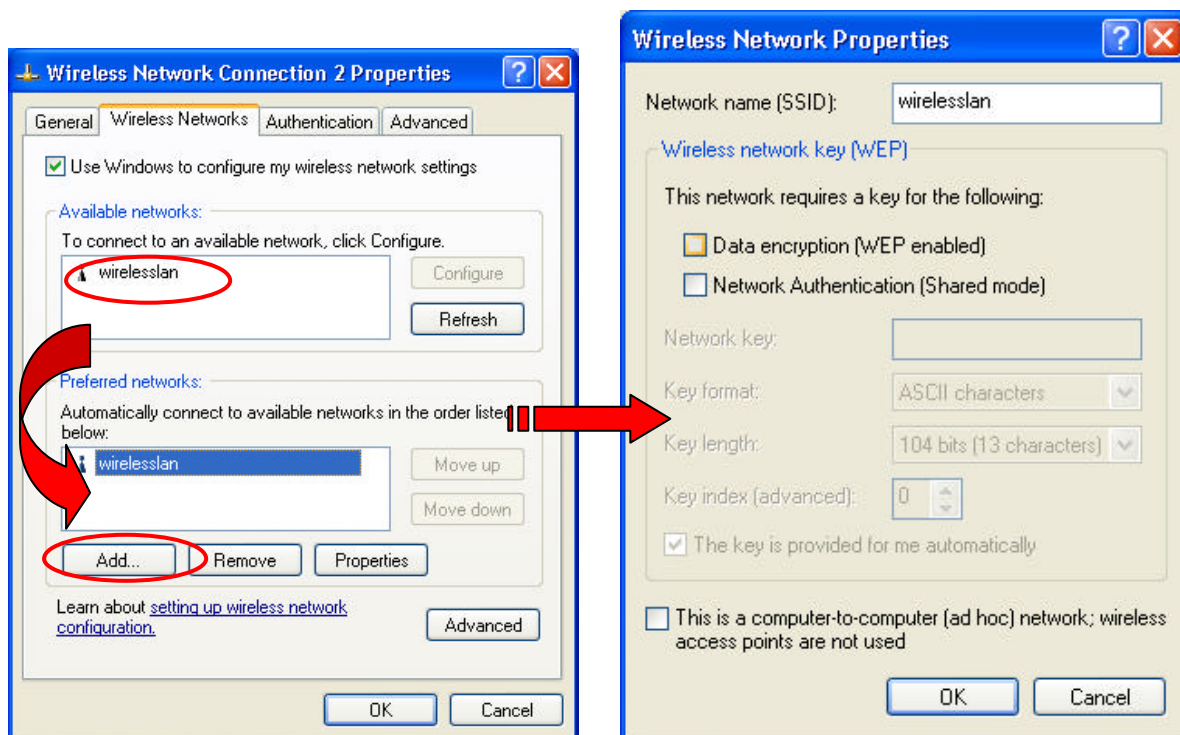 Wireless Network Connection 2 Properties
General Wireless Networks Authentication Advanced
Use Windows to configure my wireless network settings
Available networks:
To connect to an available network, click Configure.
wirelesslan
Configure
Refresh
Preferred networks:
Automatically connect to available networks in the order listed
below:
wirelesslan
Move up
Move down
Add... Remove Properties
Learn about setting up wireless network
configuration.
Advanced
OK Cancel
Wireless Network Properties
Network name (SSID): wirelesslan
Wireless network key (WEP)
This network requires a key for the following:
Data encryption (WEP enabled)
Network Authentication (Shared mode)
Network key:
Key format: ASCII characters
Key length: 104 bits (13 characters)
Key index (advanced): 0
The key is provided for me automatically
This is a computer-to-computer (ad hoc) network; wireless
access points are not used
OK Cancel